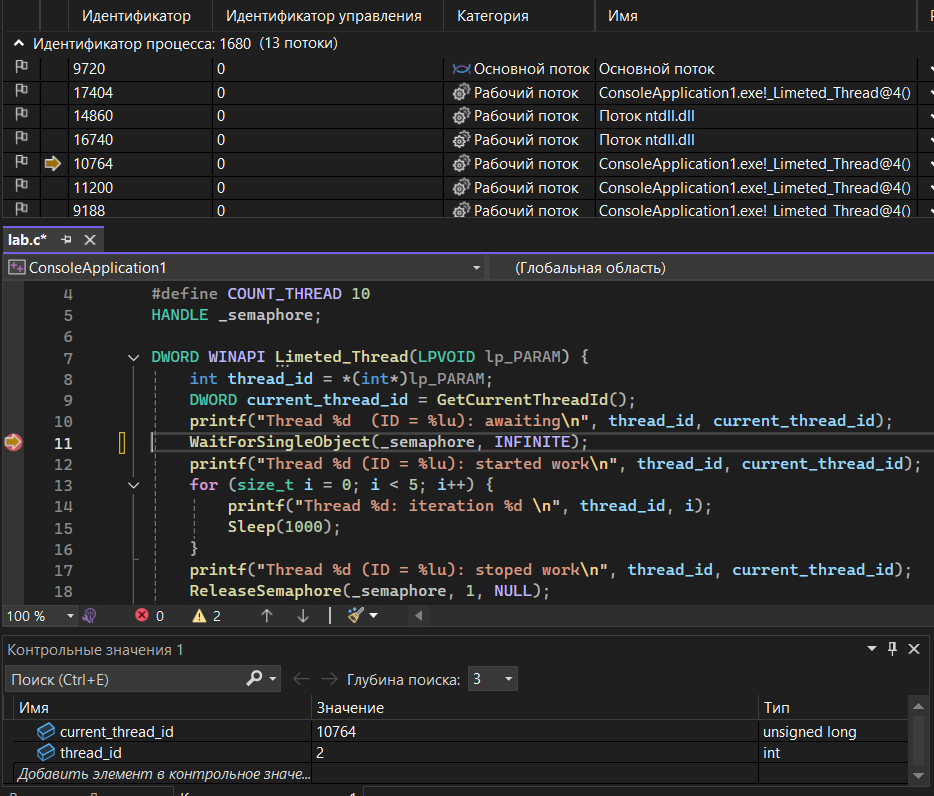 Идентификатор Идентификатор управления Категория Имя
Идентификатор процесса: 1680 (13 потоки)
9720 0 Основной поток Основной поток
17404 0 Рабочий поток ConsoleApplication1.exe!_Limeted_Thread@4()
14860 0 Рабочий поток Поток ntdll.dll
16740 0 Рабочий поток Поток ntdll.dll
10764 0 Рабочий поток ConsoleApplication1.exe!_Limeted_Thread@4()
11200 0 Рабочий поток ConsoleApplication1.exe!_Limeted_Thread@4()
9188 0 Рабочий поток ConsoleApplication1.exe!_Limeted_Thread@4()
lab.c*
ConsoleApplication1 (Глобальная область)
4 #define COUNT_THREAD 10
5 HANDLE _semaphore;
6
7 DWORD WINAPI Limeted_Thread(LPVOID lp_PARAM) {
8 int thread_id = *(int*)lp_PARAM;
9 DWORD current_thread_id = GetCurrentThreadId();
10 printf("Thread %d  (ID = %lu): awaiting\n", thread_id, current_thread_id);
11 WaitForSingleObject(_semaphore, INFINITE);
12 printf("Thread %d (ID = %lu): started work\n", thread_id, current_thread_id);
13 for (size_t i = 0; i < 5; i++) {
14 printf("Thread %d: iteration %d \n", thread_id, i);
15 Sleep(1000);
16 }
17 printf("Thread %d (ID = %lu): stoped work\n", thread_id, current_thread_id);
18 ReleaseSemaphore(_semaphore, 1, NULL);
100 % 0 2
Контрольные значения 1
Поиск (Ctrl+E) Глубина поиска: 3
Имя Значение Тип
current_thread_id 10764 unsigned long
thread_id 2 int
Добавить элемент в контрольное значе...